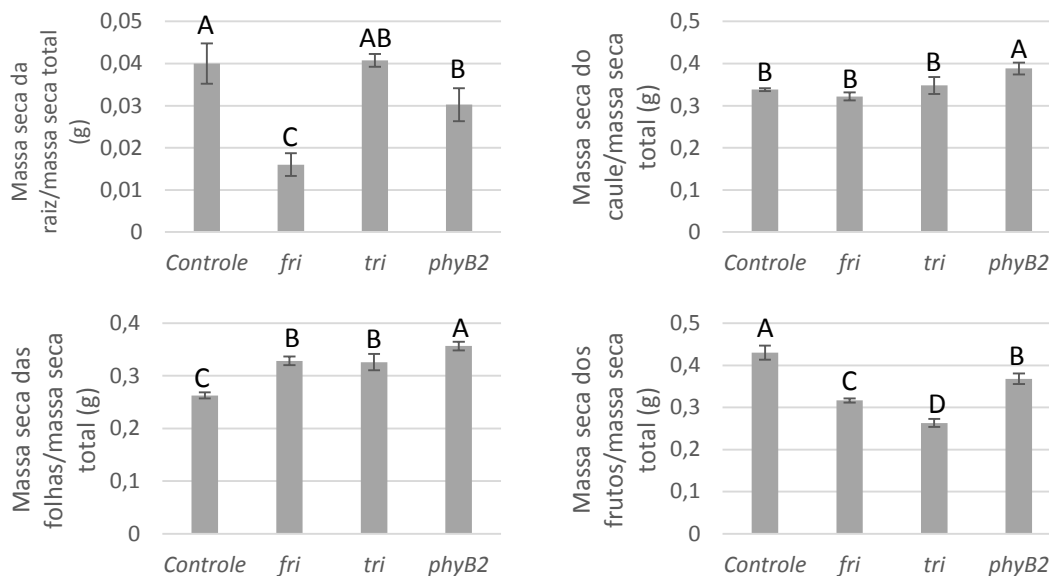 Massa seca da
raiz/massa seca total
(g)
0,05
0,04
0,03
0,02
0,01
0
A
C
AB
B
Controle
fri
tri
phyB2
Massa seca do
caule/massa seca
total (g)
0,5
0,4
0,3
0,2
0,1
0
B
B
B
A
Controle
fri
tri
phyB2
Massa seca das
folhas/massa seca
total (g)
0,4
0,3
0,2
0,1
0
C
B
B
A
Controle
fri
tri
phyB2
Massa seca dos
frutos/massa seca
total (g)
0,5
0,4
0,3
0,2
0,1
0
A
C
D
B
Controle
fri
tri
phyB2